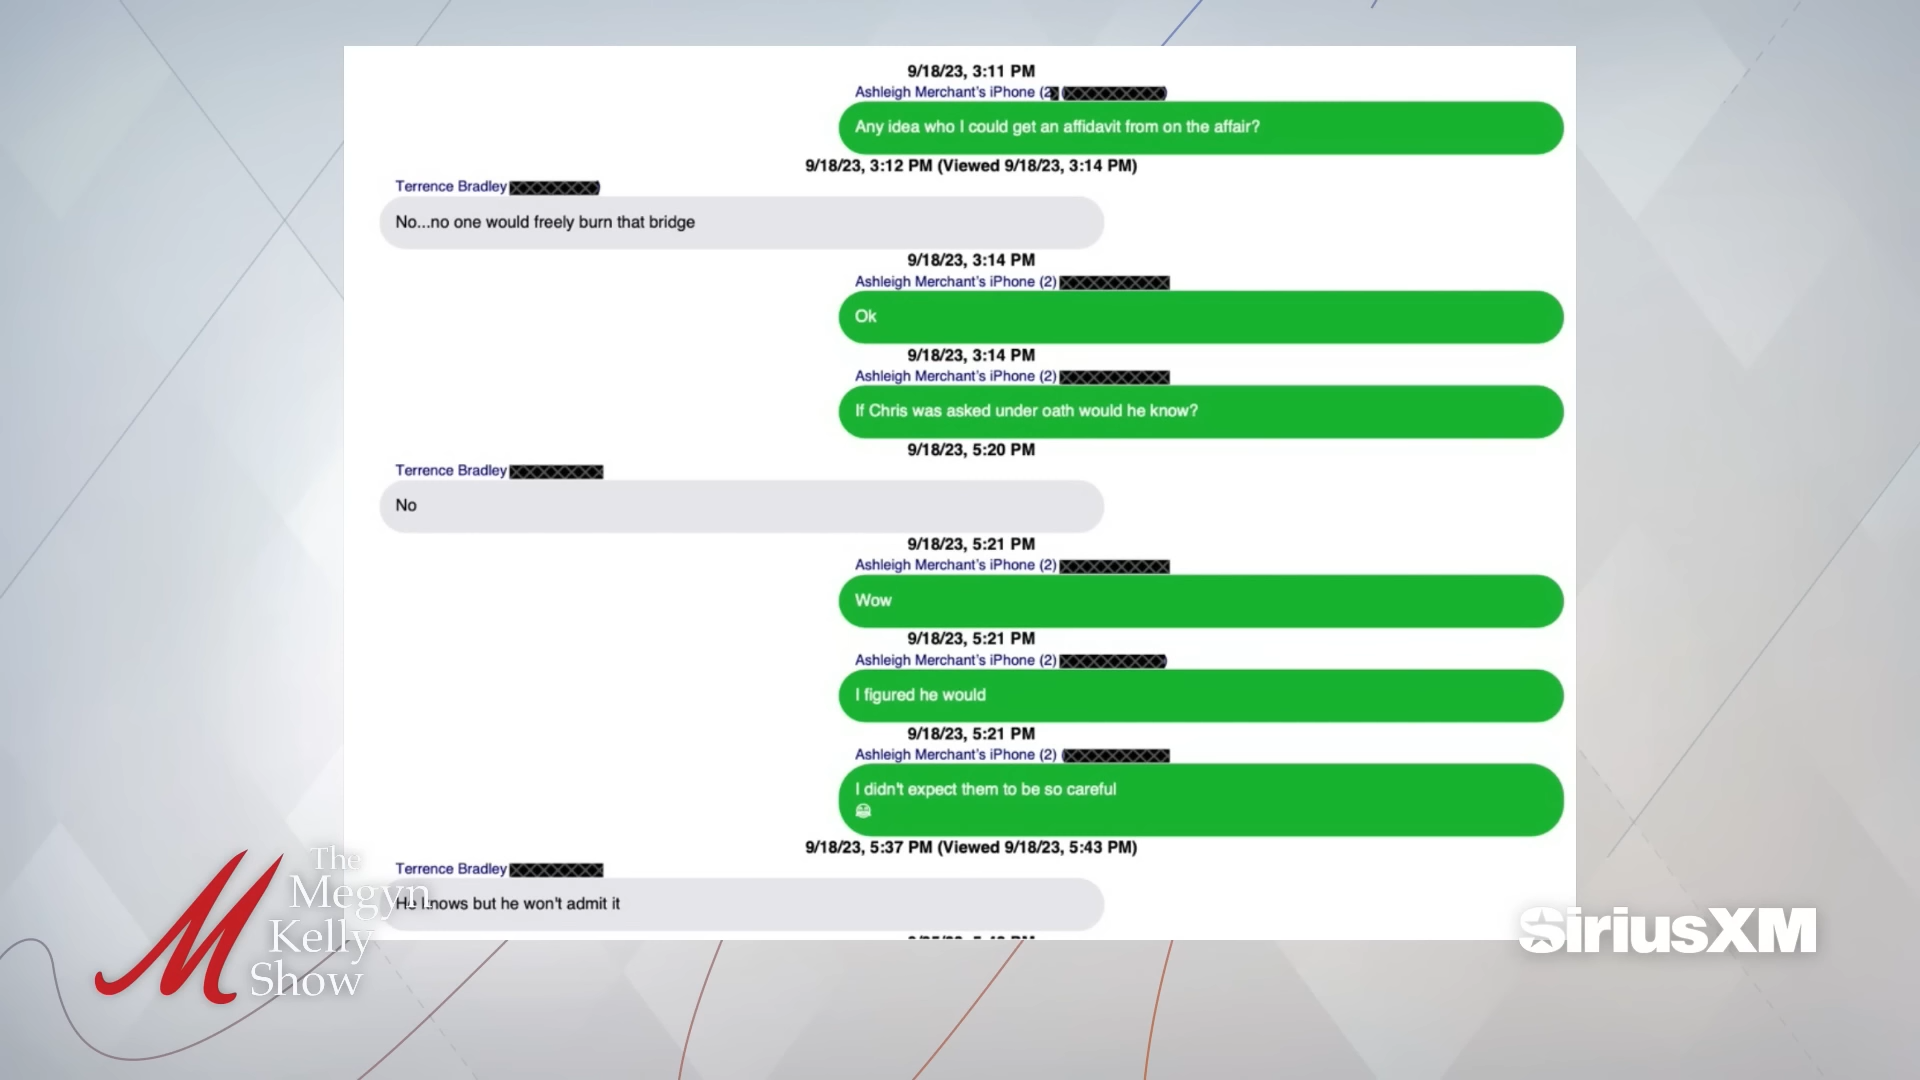 9/18/23, 3:11 PM
Ashleigh Merchant's iPhone (2)
Any idea who I could get an affidavit from on the affair?
9/18/23, 3:12 PM (Viewed 9/18/23, 3:14 PM)
Terrence Bradley
No...no one would freely burn that bridge
9/18/23, 3:14 PM
Ashleigh Merchant's iPhone (2)
Ok
9/18/23, 3:14 PM
Ashleigh Merchant's iPhone (2)
If Chris was asked under oath would he know?
9/18/23, 5:20 PM
Terrence Bradley
No
9/18/23, 5:21 PM
Ashleigh Merchant's iPhone (2)
Wow
9/18/23, 5:21 PM
Ashleigh Merchant's iPhone (2)
I figured he would
9/18/23, 5:21 PM
Ashleigh Merchant's iPhone (2)
I didn't expect them to be so careful
9/18/23, 5:37 PM (Viewed 9/18/23, 5:43 PM)
Terrence Bradley
He knows but he won't admit it
M
The
Megyn
Kelly
Show
SiriusXM